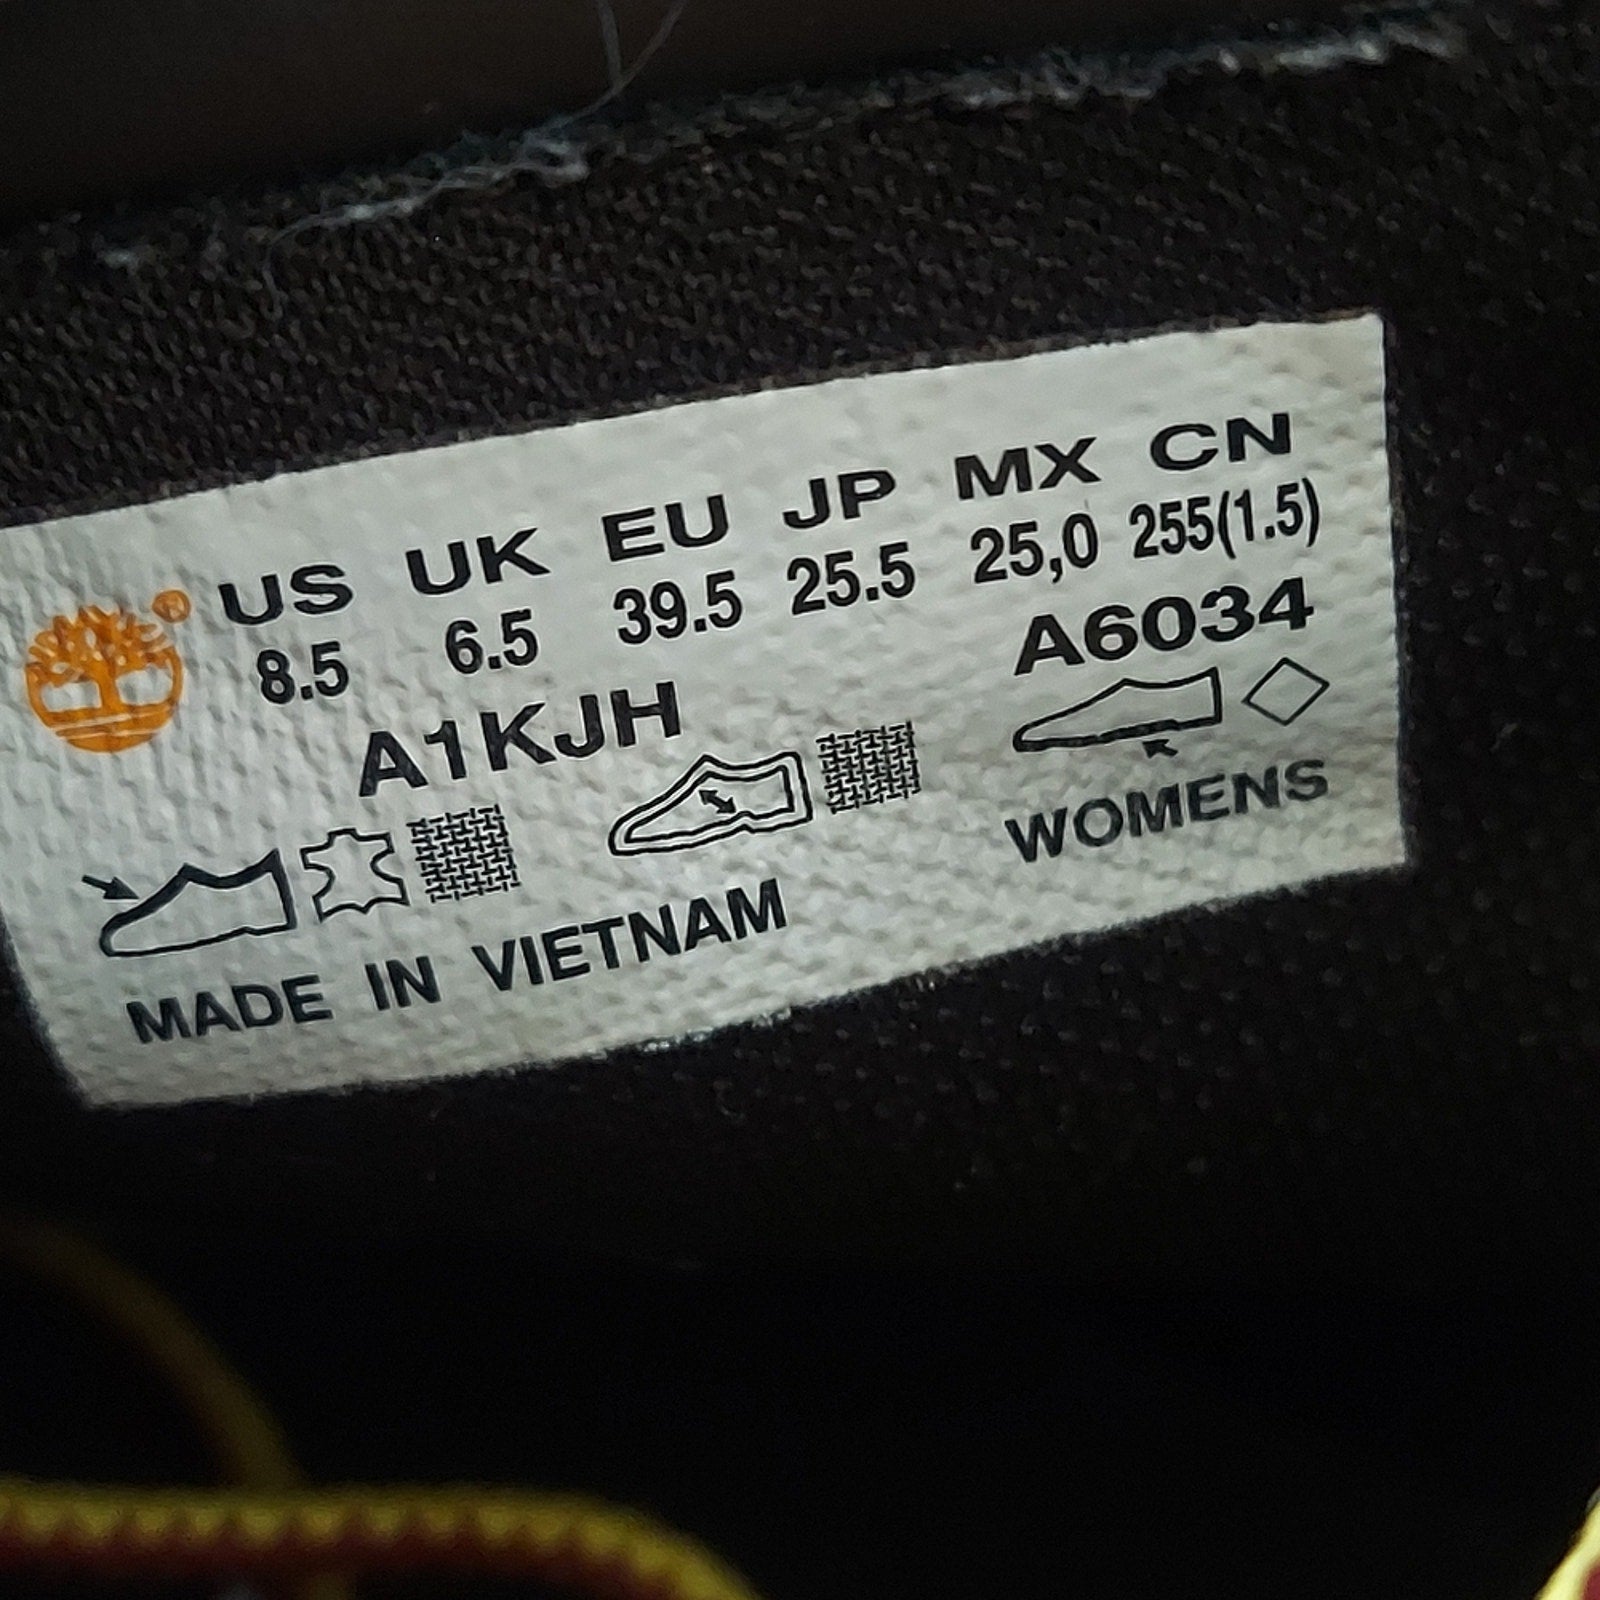 US UK EU JP MX CN
8.5 6.5 39.5 25.5 25,0 255(1.5)
A1KJH A6034
WOMENS
MADE IN VIETNAM